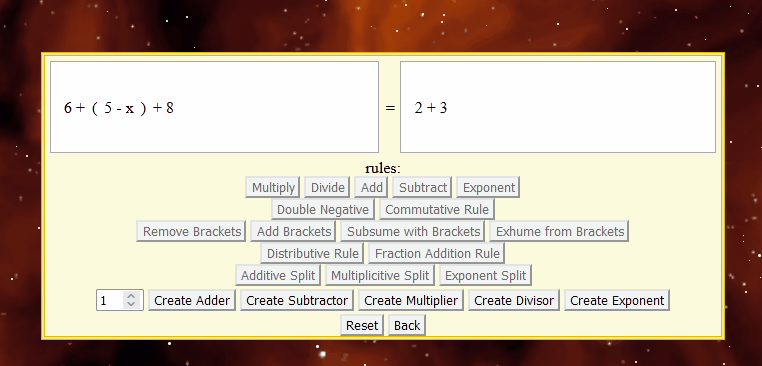 6 + ( 5 - x ) + 8 = 2 + 3
rules:
Multiply Divide Add Subtract Exponent
Double Negative Commutative Rule
Remove Brackets Add Brackets Subsume with Brackets Exhume from Brackets
Distributive Rule Fraction Addition Rule
Additive Split Multiplicitive Split Exponent Split
1 Create Adder Create Subtractor Create Multiplier Create Divisor Create Exponent
Reset Back